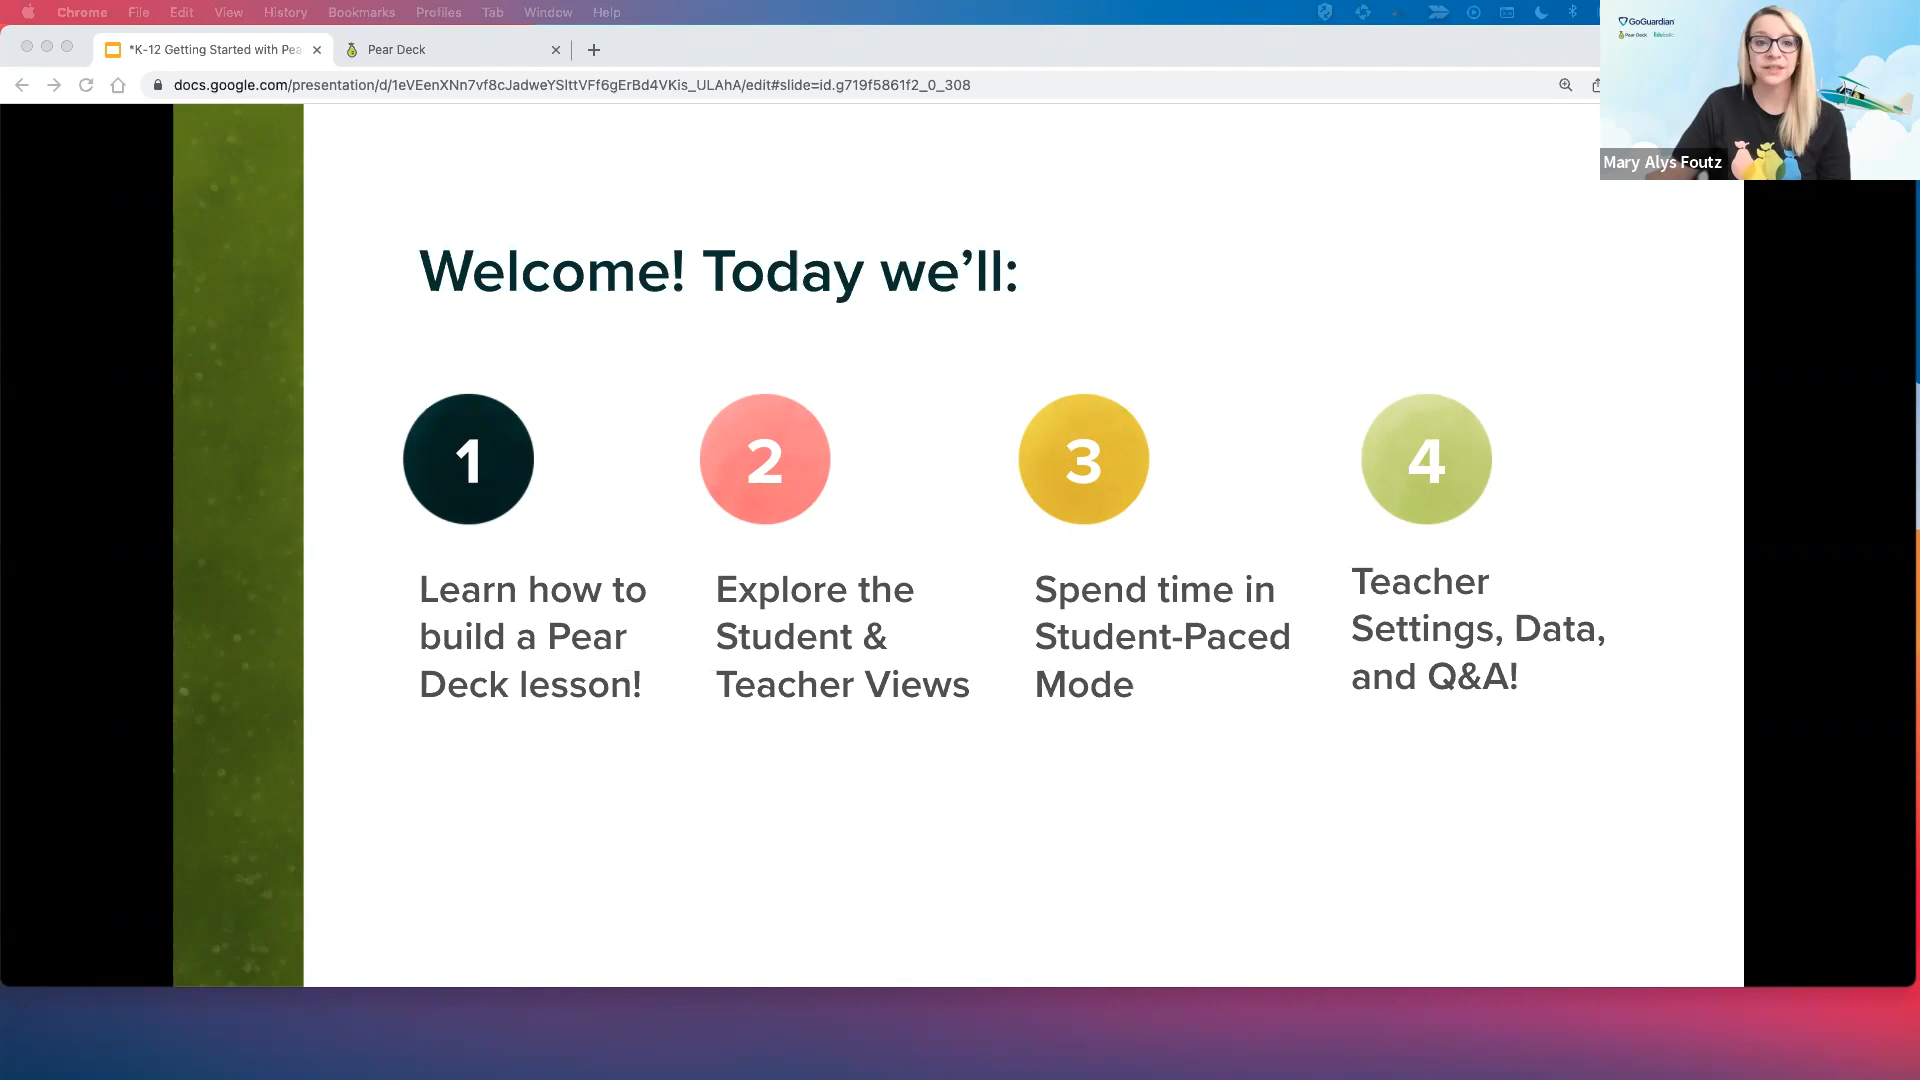 Chrome File Edit View History Bookmarks Profiles Tab Window Help
*K-12 Getting Started with Pea
Pear Deck
docs.google.com/presentation/d/1eVEenXNn7vf8cJadweYSlttVFf6gErBd4VKis_ULAhA/edit#slide=id.g719f5861f2_0_308
GoGuardian
Pear Deck Edulastic
Mary Alys Foutz
Welcome! Today we’ll:
1
Learn how to
build a Pear
Deck lesson!
2
Explore the
Student &
Teacher Views
3
Spend time in
Student-Paced
Mode
4
Teacher
Settings, Data,
and Q&A!